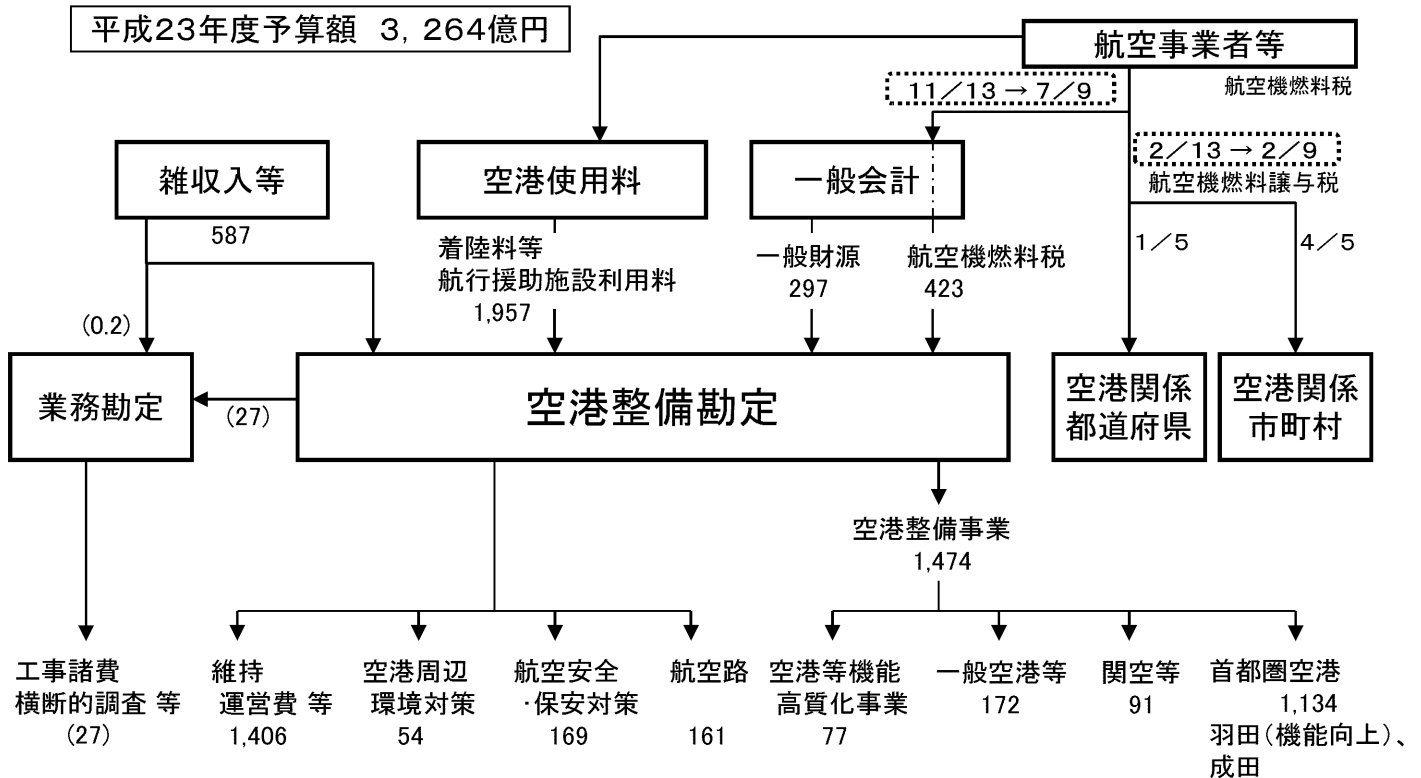 平成23年度予算額　3，264億円
航空事業者等
航空機燃料税
11／13 → 7／9
2／13 → 2／9
航空機燃料譲与税
雑収入等
空港使用料
一般会計
587
着陸料等
航行援助施設利用料
1,957
一般財源
297
航空機燃料税
423
1／5
4／5
(0.2)
業務勘定
(27)
空港整備勘定
空港関係
都道府県
空港関係
市町村
空港整備事業
1,474
工事諸費
横断的調査 等
(27)
維持
運営費 等
1,406
空港周辺
環境対策
54
航空安全
・保安対策
169
航空路
161
空港等機能
高質化事業
77
一般空港等
172
関空等
91
首都圏空港
1,134
羽田（機能向上）、
成田